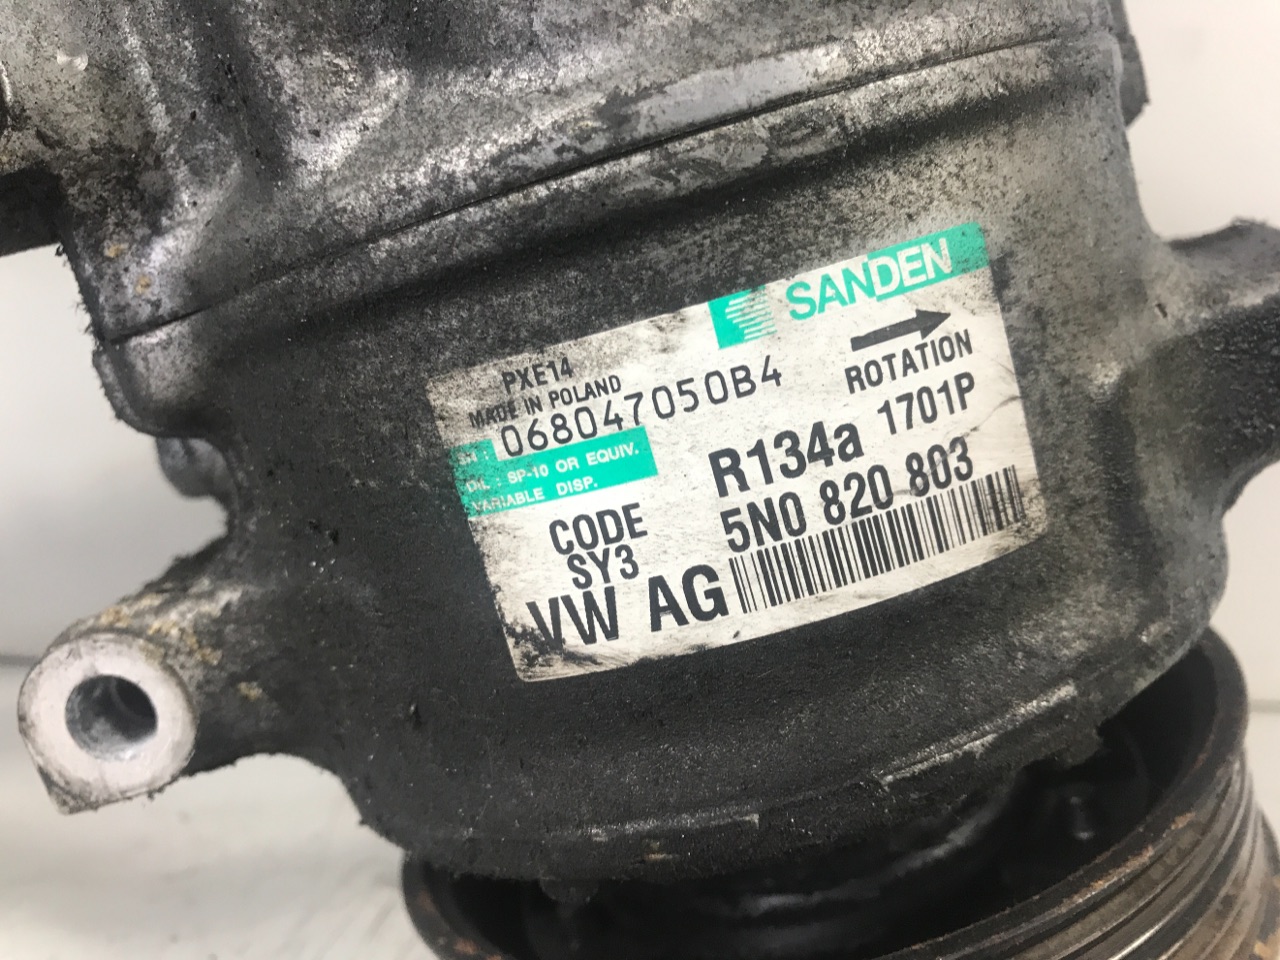 SANDEN
PXE14
MADE IN POLAND
068047050B4
ROTATION
OIL : SP-10 OR EQUIV.
VARIABLE DISP.
R134a 1701P
CODE
SY3
5N0 820 803
VW AG